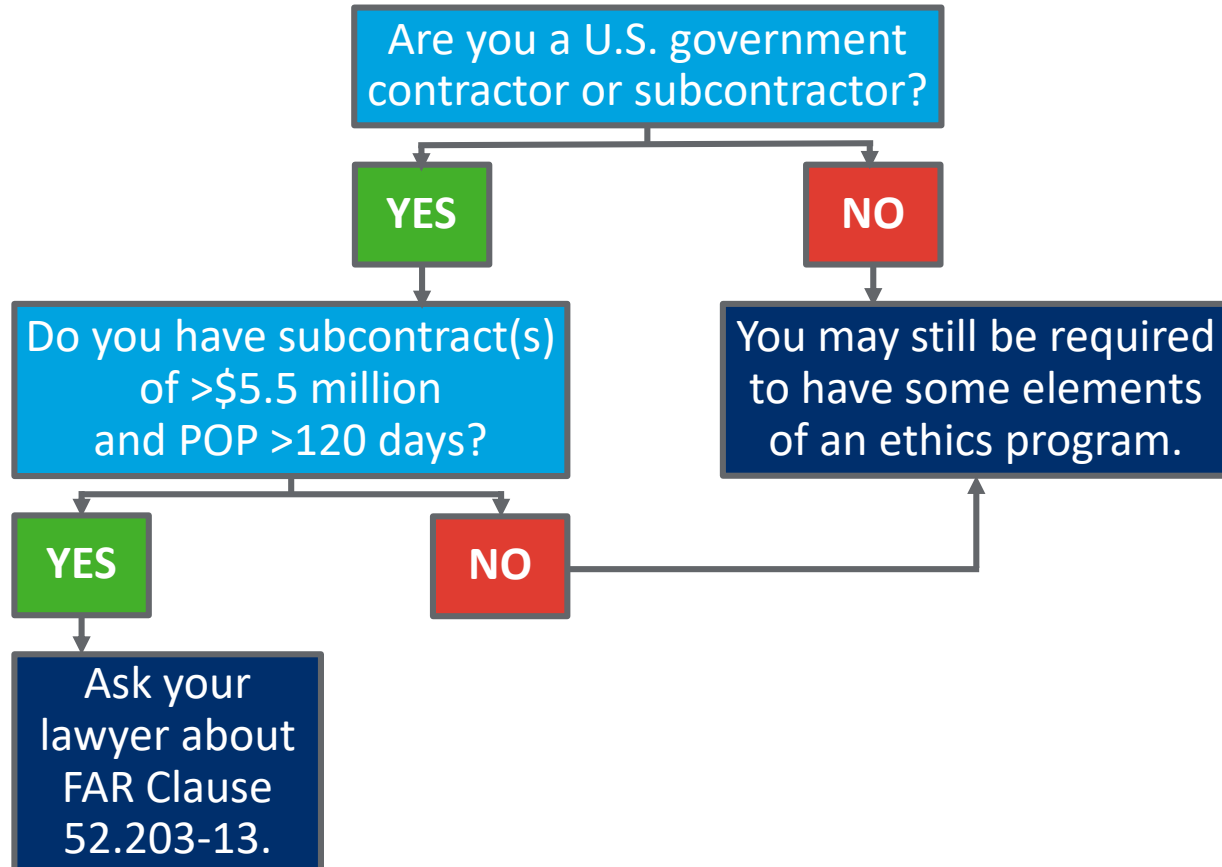 Are you a U.S. government
contractor or subcontractor?
YES
NO
Do you have subcontract(s)
of >$5.5 million
and POP >120 days?
You may still be required
to have some elements
of an ethics program.
YES
NO
Ask your
lawyer about
FAR Clause
52.203-13.